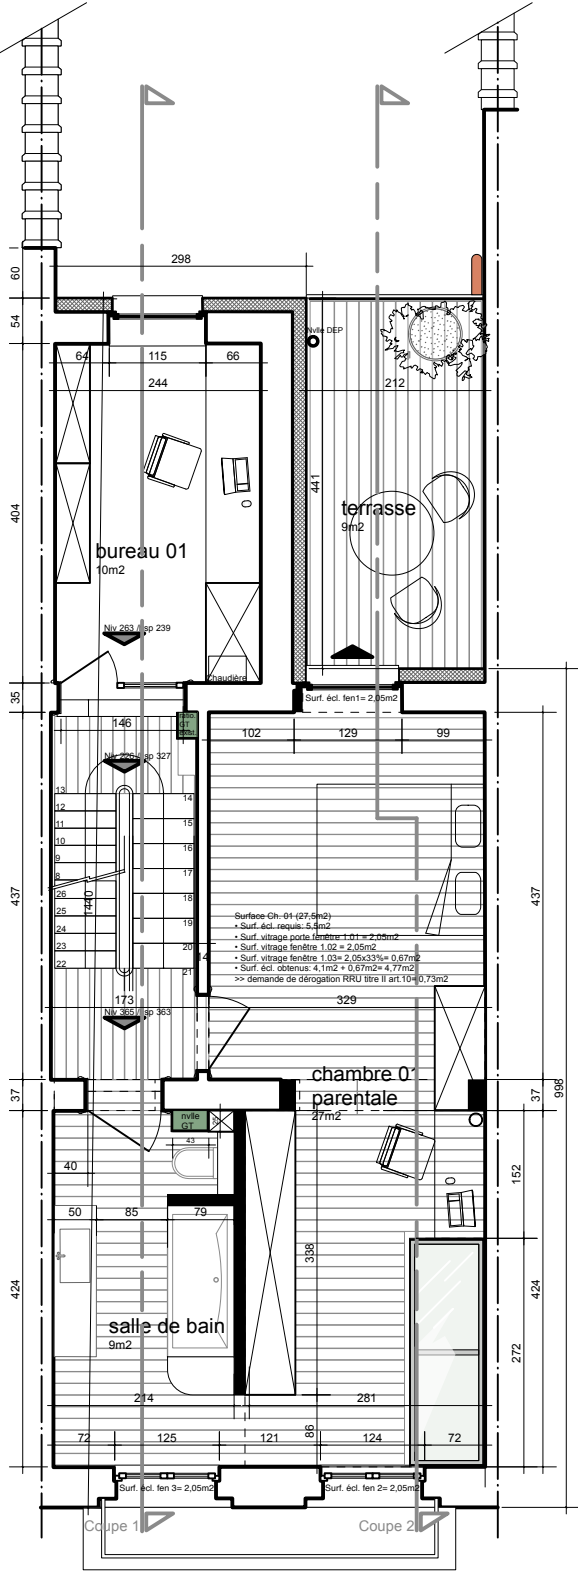 298
60
54
Nvlle DEP
64
115
66
244
212
441
404
terrasse
9m2
bureau 01
10m2
Niv 263 / sp 239
Chaudière
35
Surf. écl. fen1= 2,05m2
GT
146
102
129
99
Niv 226 / sp 327
13
14
12
15
11
10
16
9
17
8
26
18
25
19
24
23
20
22
21
1440
437
437
14
Surface Ch. 01 (27,5m2)
• Surf. écl. requis: 5,5m2
• Surf. vitrage porte fenêtre 1.01 = 2,05m2
• Surf. vitrage fenêtre 1.02 = 2,05m2
• Surf. vitrage fenêtre 1.03= 2,05x33%= 0,67m2
• Surf. écl. obtenus: 4,1m2 + 0,67m2= 4,77m2
>> demande de dérogation RRU titre II art.10= 0,73m2
173
329
Niv 365 / sp 363
chambre 01
parentale
27m2
37
37
998
nvlle
GT
43
40
152
50
85
79
338
424
424
salle de bain
9m2
272
214
281
86
72
125
121
124
72
Surf. écl. fen 3= 2,05m2
Surf. écl. fen 2= 2,05m2
Coupe 1
Coupe 2